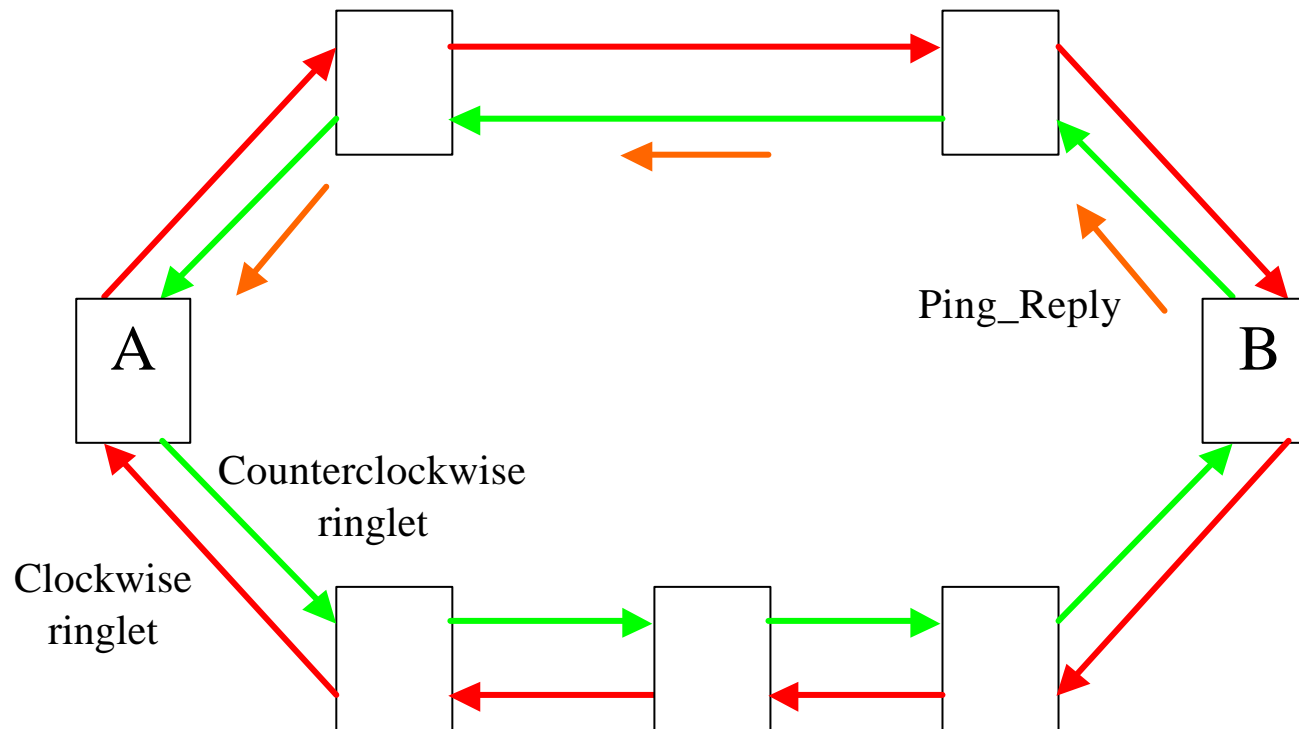 Ping_Reply
A
B
Counterclockwise
ringlet
Clockwise
ringlet